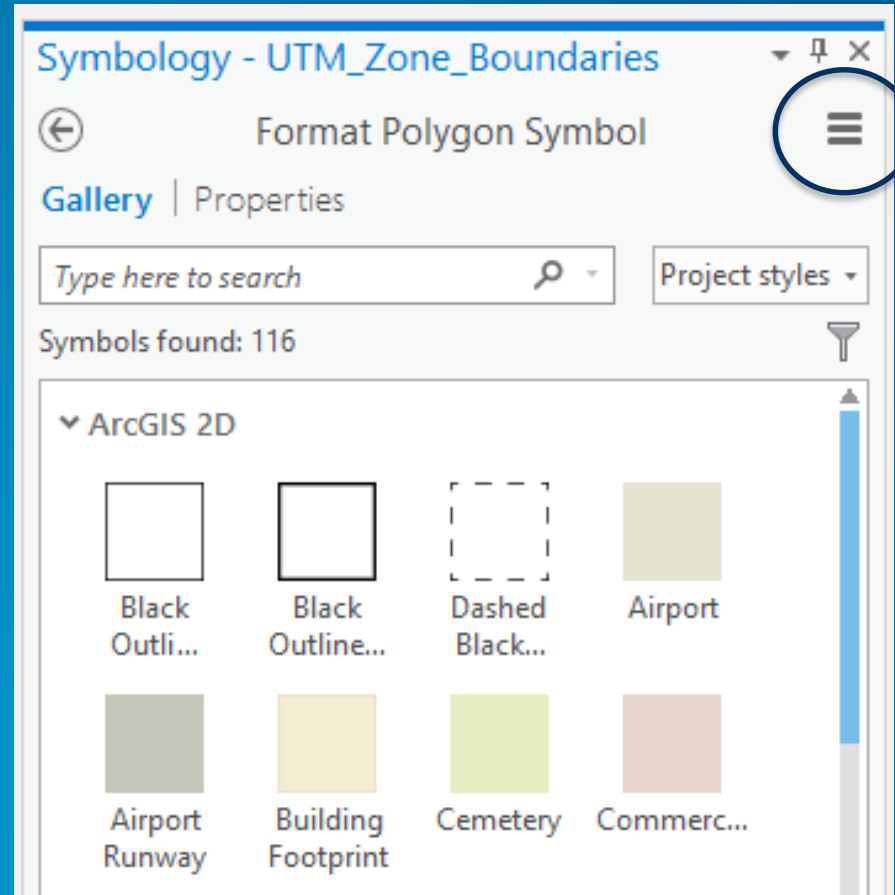 Symbology - UTM_Zone_Boundaries
Format Polygon Symbol
Gallery | Properties
Type here to search
Project styles
Symbols found: 116
ArcGIS 2D
Black Outli...
Black Outline...
Dashed Black...
Airport
Airport Runway
Building Footprint
Cemetery
Commerc...